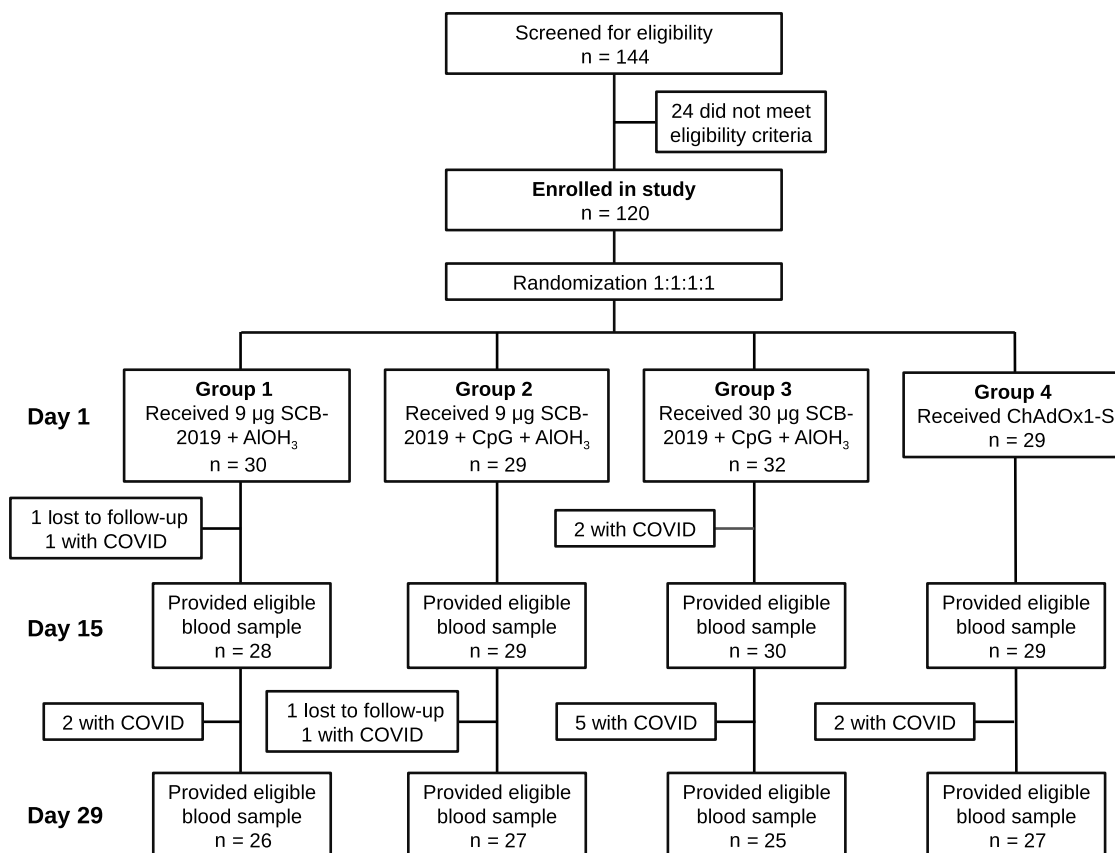 Screened for eligibility
n = 144
24 did not meet
eligibility criteria
Enrolled in study
n = 120
Randomization 1:1:1:1
Day 1
Group 1
Received 9 µg SCB-
2019 + AlOH₃
n = 30
Group 2
Received 9 µg SCB-
2019 + CpG + AlOH₃
n = 29
Group 3
Received 30 µg SCB-
2019 + CpG + AlOH₃
n = 32
Group 4
Received ChAdOx1-S
n = 29
1 lost to follow-up
1 with COVID
2 with COVID
Day 15
Provided eligible
blood sample
n = 28
Provided eligible
blood sample
n = 29
Provided eligible
blood sample
n = 30
Provided eligible
blood sample
n = 29
2 with COVID
1 lost to follow-up
1 with COVID
5 with COVID
2 with COVID
Day 29
Provided eligible
blood sample
n = 26
Provided eligible
blood sample
n = 27
Provided eligible
blood sample
n = 25
Provided eligible
blood sample
n = 27